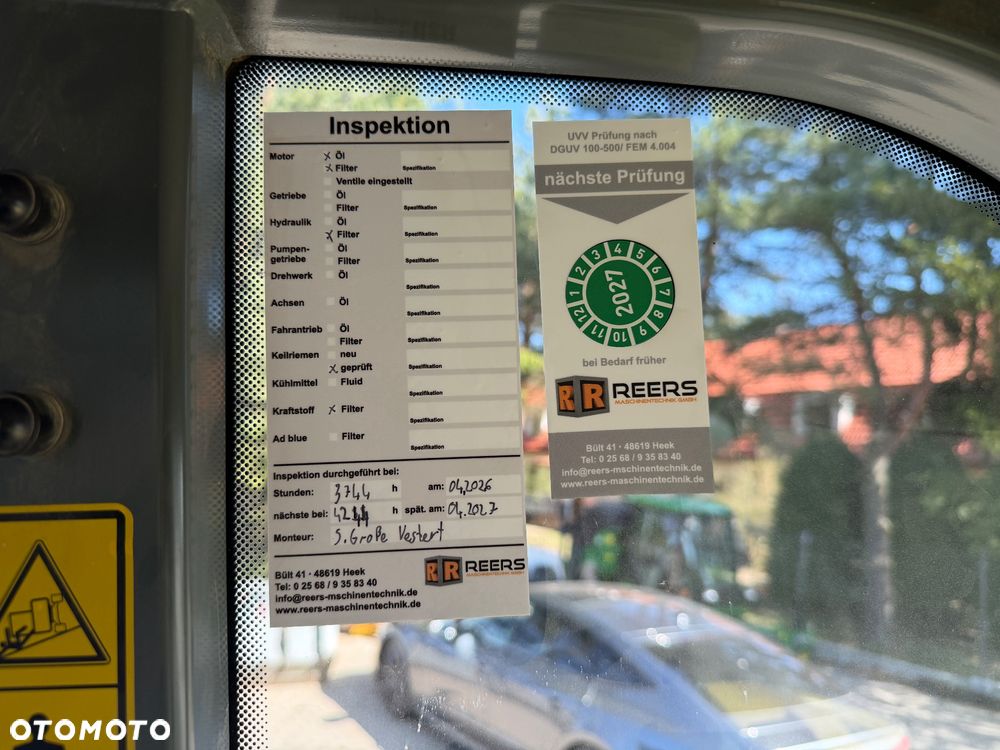 Inspektion
Motor x Öl
x Filter Spezifikation
Ventile eingestellt
Getriebe Öl
Filter Spezifikation
Hydraulik Öl
x Filter Spezifikation
Pumpen- Öl
getriebe Filter Spezifikation
Drehwerk Öl
Spezifikation
Achsen Öl
Spezifikation
Fahrantrieb Öl
Filter Spezifikation
Keilriemen neu
x geprüft Spezifikation
Kühlmittel Fluid
Spezifikation
Kraftstoff x Filter
Spezifikation
Ad blue Filter
Spezifikation
Inspektion durchgeführt bei:
Stunden: 3744 h am: 04.2026
nächste bei: 4244 h spät. am: 04.2027
Monteur: S. Große Vestert
Bült 41 - 48619 Heek
Tel: 0 25 68 / 9 35 83 40
info@reers-maschinentechnik.de
www.reers-maschinentechnik.de
RR REERS
MASCHINENTECHNIK GMBH
UVV Prüfung nach
DGUV 100-500/ FEM 4.004
nächste Prüfung
1 2 3 4 5 6 7 8 9 10 11 12
2027
bei Bedarf früher
RR REERS
MASCHINENTECHNIK GMBH
Bült 41 - 48619 Heek
Tel: 0 25 68 / 9 35 83 40
info@reers-mschinentechnik.de
www.reers-mschinentechnik.de
OTOMOTO